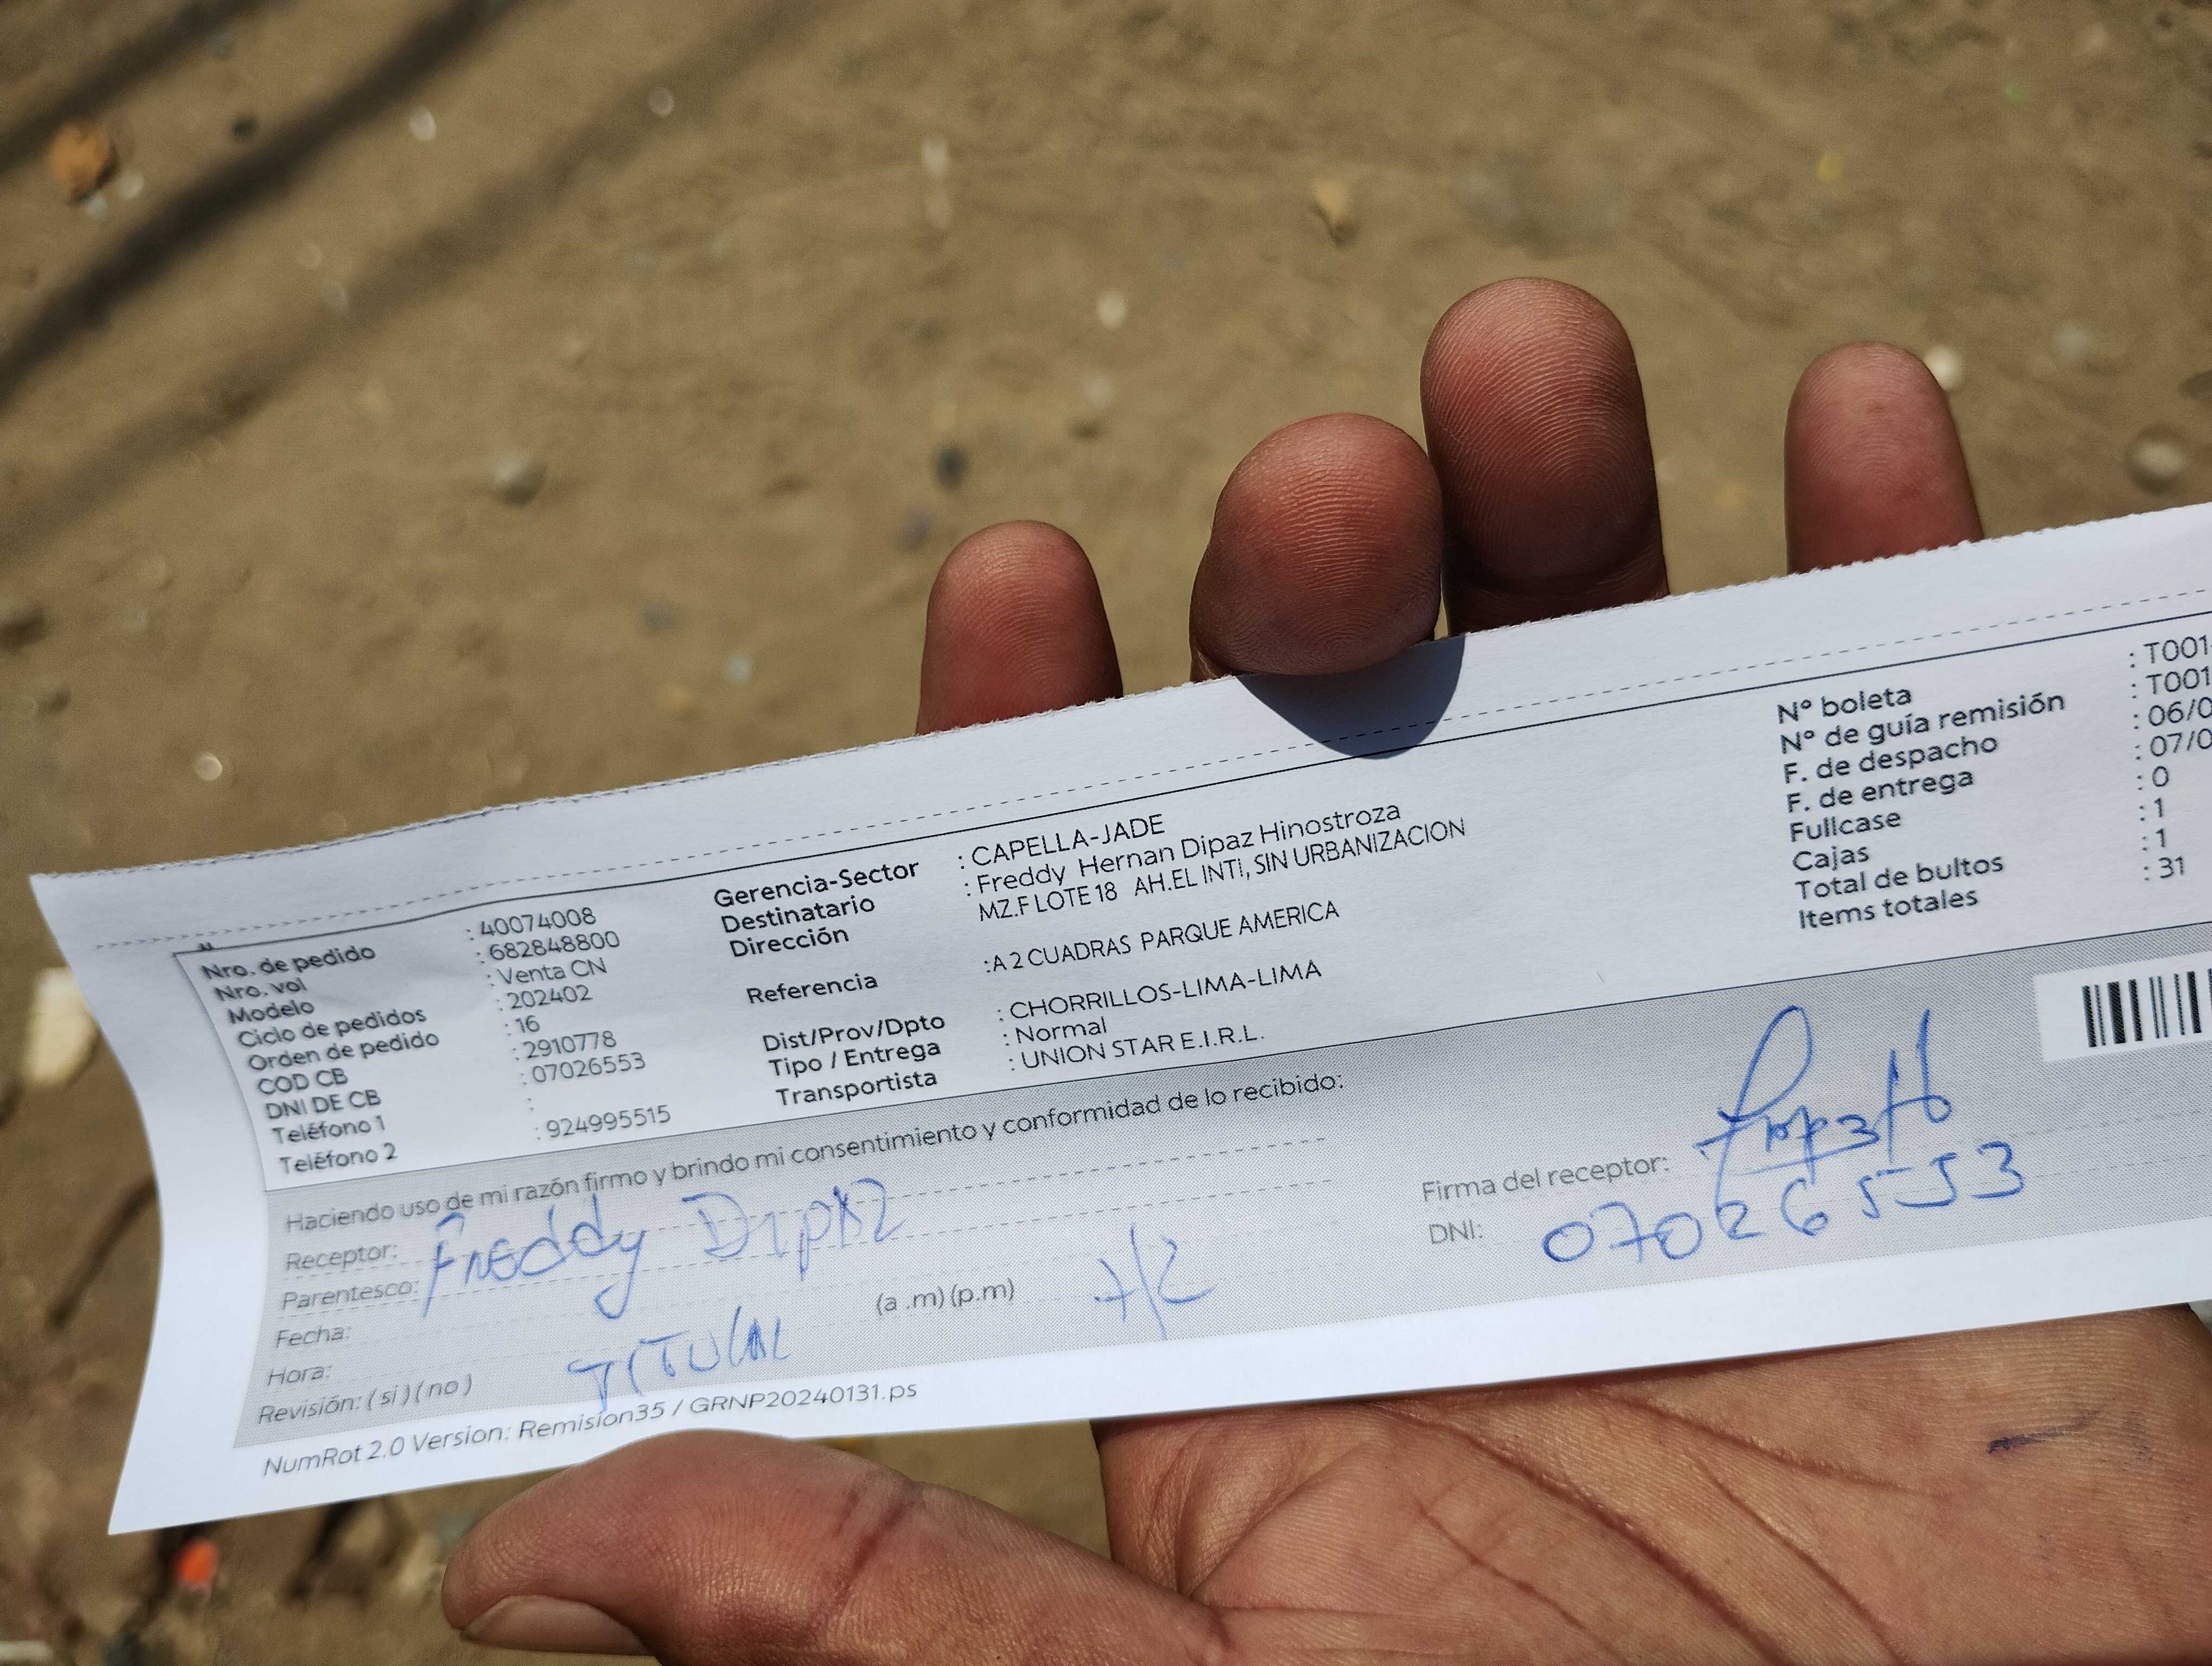 Nro. de pedido : 40074008
Nro. vol : 682848800
Modelo : Venta CN
Ciclo de pedidos : 202402
Orden de pedido : 16
COD CB : 2910778
DNI DE CB : 07026553
Teléfono 1 :
Teléfono 2 : 924995515
Gerencia-Sector : CAPELLA-JADE
Destinatario : Freddy Hernan Dipaz Hinostroza
Dirección MZ.F LOTE 18 AH.EL INTI, SIN URBANIZACION
Referencia :A 2 CUADRAS PARQUE AMERICA
Dist/Prov/Dpto : CHORRILLOS-LIMA-LIMA
Tipo / Entrega : Normal
Transportista : UNION STAR E.I.R.L.
N° boleta : T001
N° de guía remisión : T001
F. de despacho : 06/0
F. de entrega : 07/0
Fullcase : 0
Cajas : 1
Total de bultos : 1
Items totales : 31
Haciendo uso de mi razón firmo y brindo mi consentimiento y conformidad de lo recibido:
Receptor: Freddy Dipaz
Parentesco:
Fecha:
Hora: TITULAR (a .m) (p.m) 7/2
Revisión: ( si ) ( no )
Firma del receptor:
DNI: 07026553
NumRot 2.0 Version: Remision35 / GRNP20240131.ps